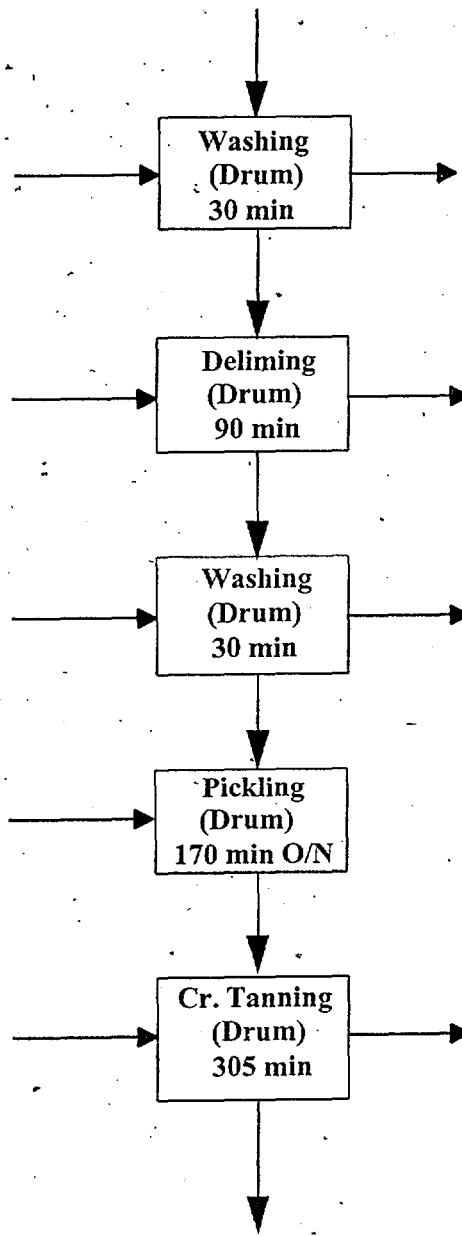 Washing
(Drum)
30 min
Deliming
(Drum)
90 min
Washing
(Drum)
30 min
Pickling
(Drum)
170 min O/N
Cr. Tanning
(Drum)
305 min